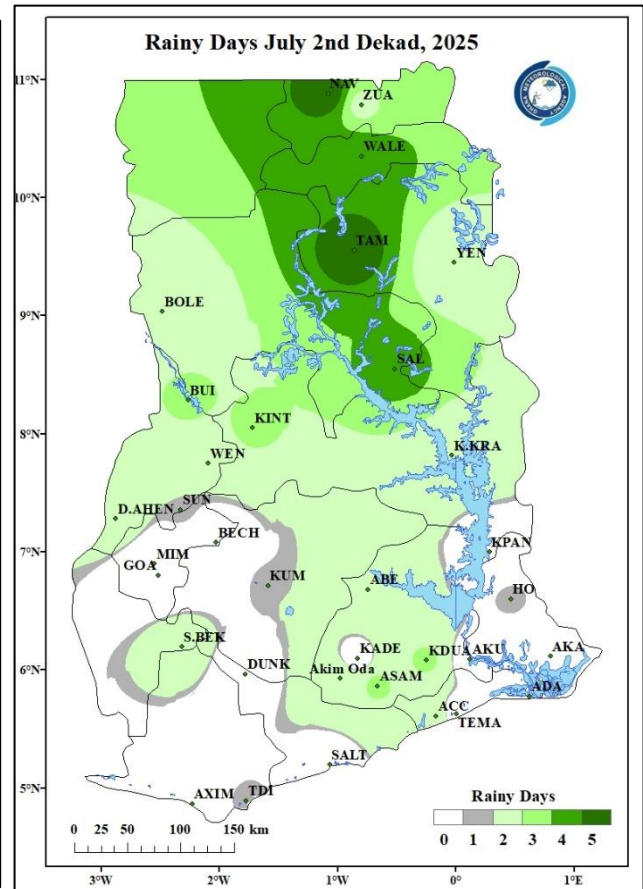 Rainy Days July 2nd Dekad, 2025
GHANA METEOROLOGICAL AGENCY
11°N
NAV
ZUA
WALE
10°N
TAM
YEN
9°N
BOLE
SAL
BUI
KINT
8°N
K.KRA
WEN
SUN
D.AHEN
BECH
7°N
KPAN
MIM
GOA
KUM
ABE
HO
S.BEK
KADE
KDUA
AKU
AKA
6°N
DUNK
Akim Oda
ASAM
ADA
ACC
TEMA
SALT
5°N
AXIM
TDI
Rainy Days
0 1 2 3 4 5
0 25 50 100 150 km
3°W 2°W 1°W 0° 1°E